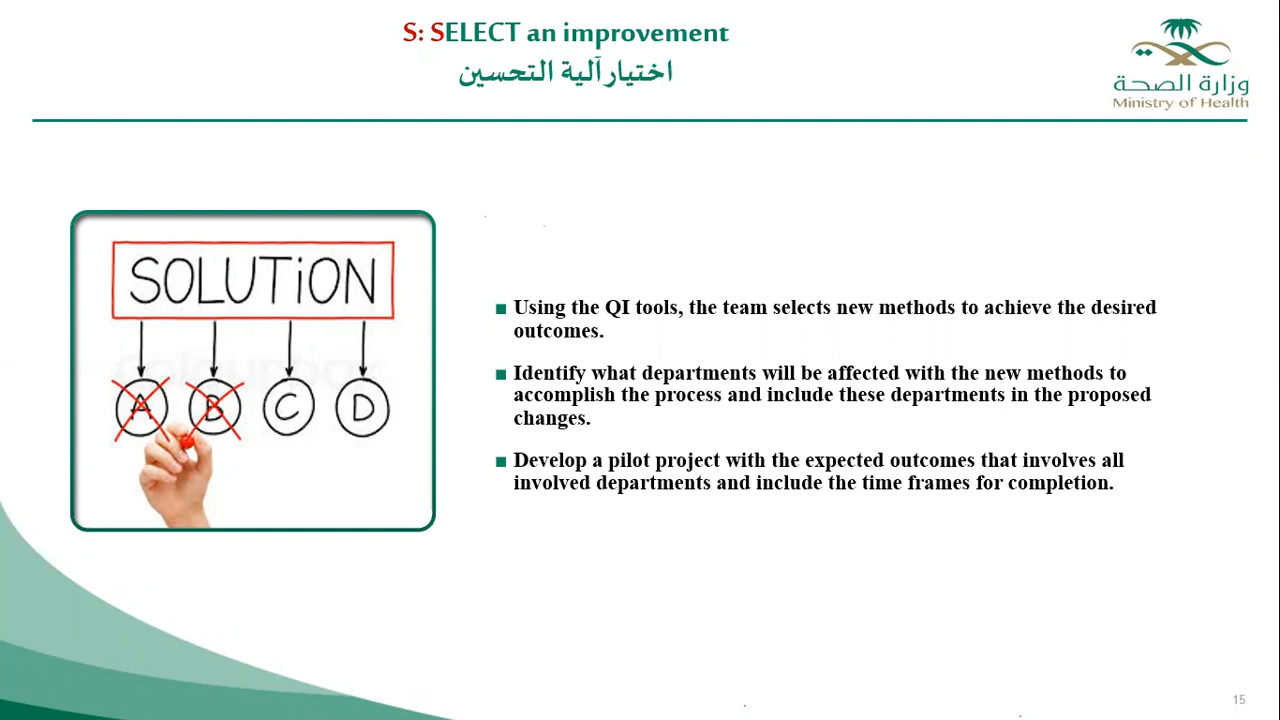 S: SELECT an improvement
اختيار آلية التحسين
وزارة الصحة
Ministry of Health
SOLUTiON
A B C D
■ Using the QI tools, the team selects new methods to achieve the desired
outcomes.
■ Identify what departments will be affected with the new methods to
accomplish the process and include these departments in the proposed
changes.
■ Develop a pilot project with the expected outcomes that involves all
involved departments and include the time frames for completion.
15